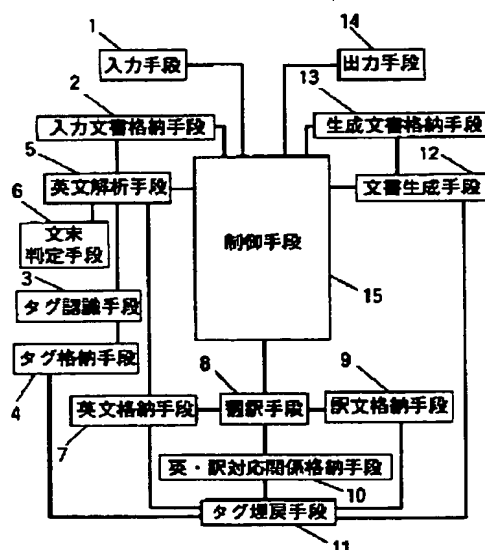 1
入力手段
14
出力手段
2
入力文書格納手段
13
生成文書格納手段
5
英文解析手段
12
文書生成手段
6
文末
判定手段
制御手段
15
3
タグ認識手段
タグ格納手段
4
8
9
英文格納手段
7
翻訳手段
訳文格納手段
英・訳対応関係格納手段
10
タグ埋戻手段
11